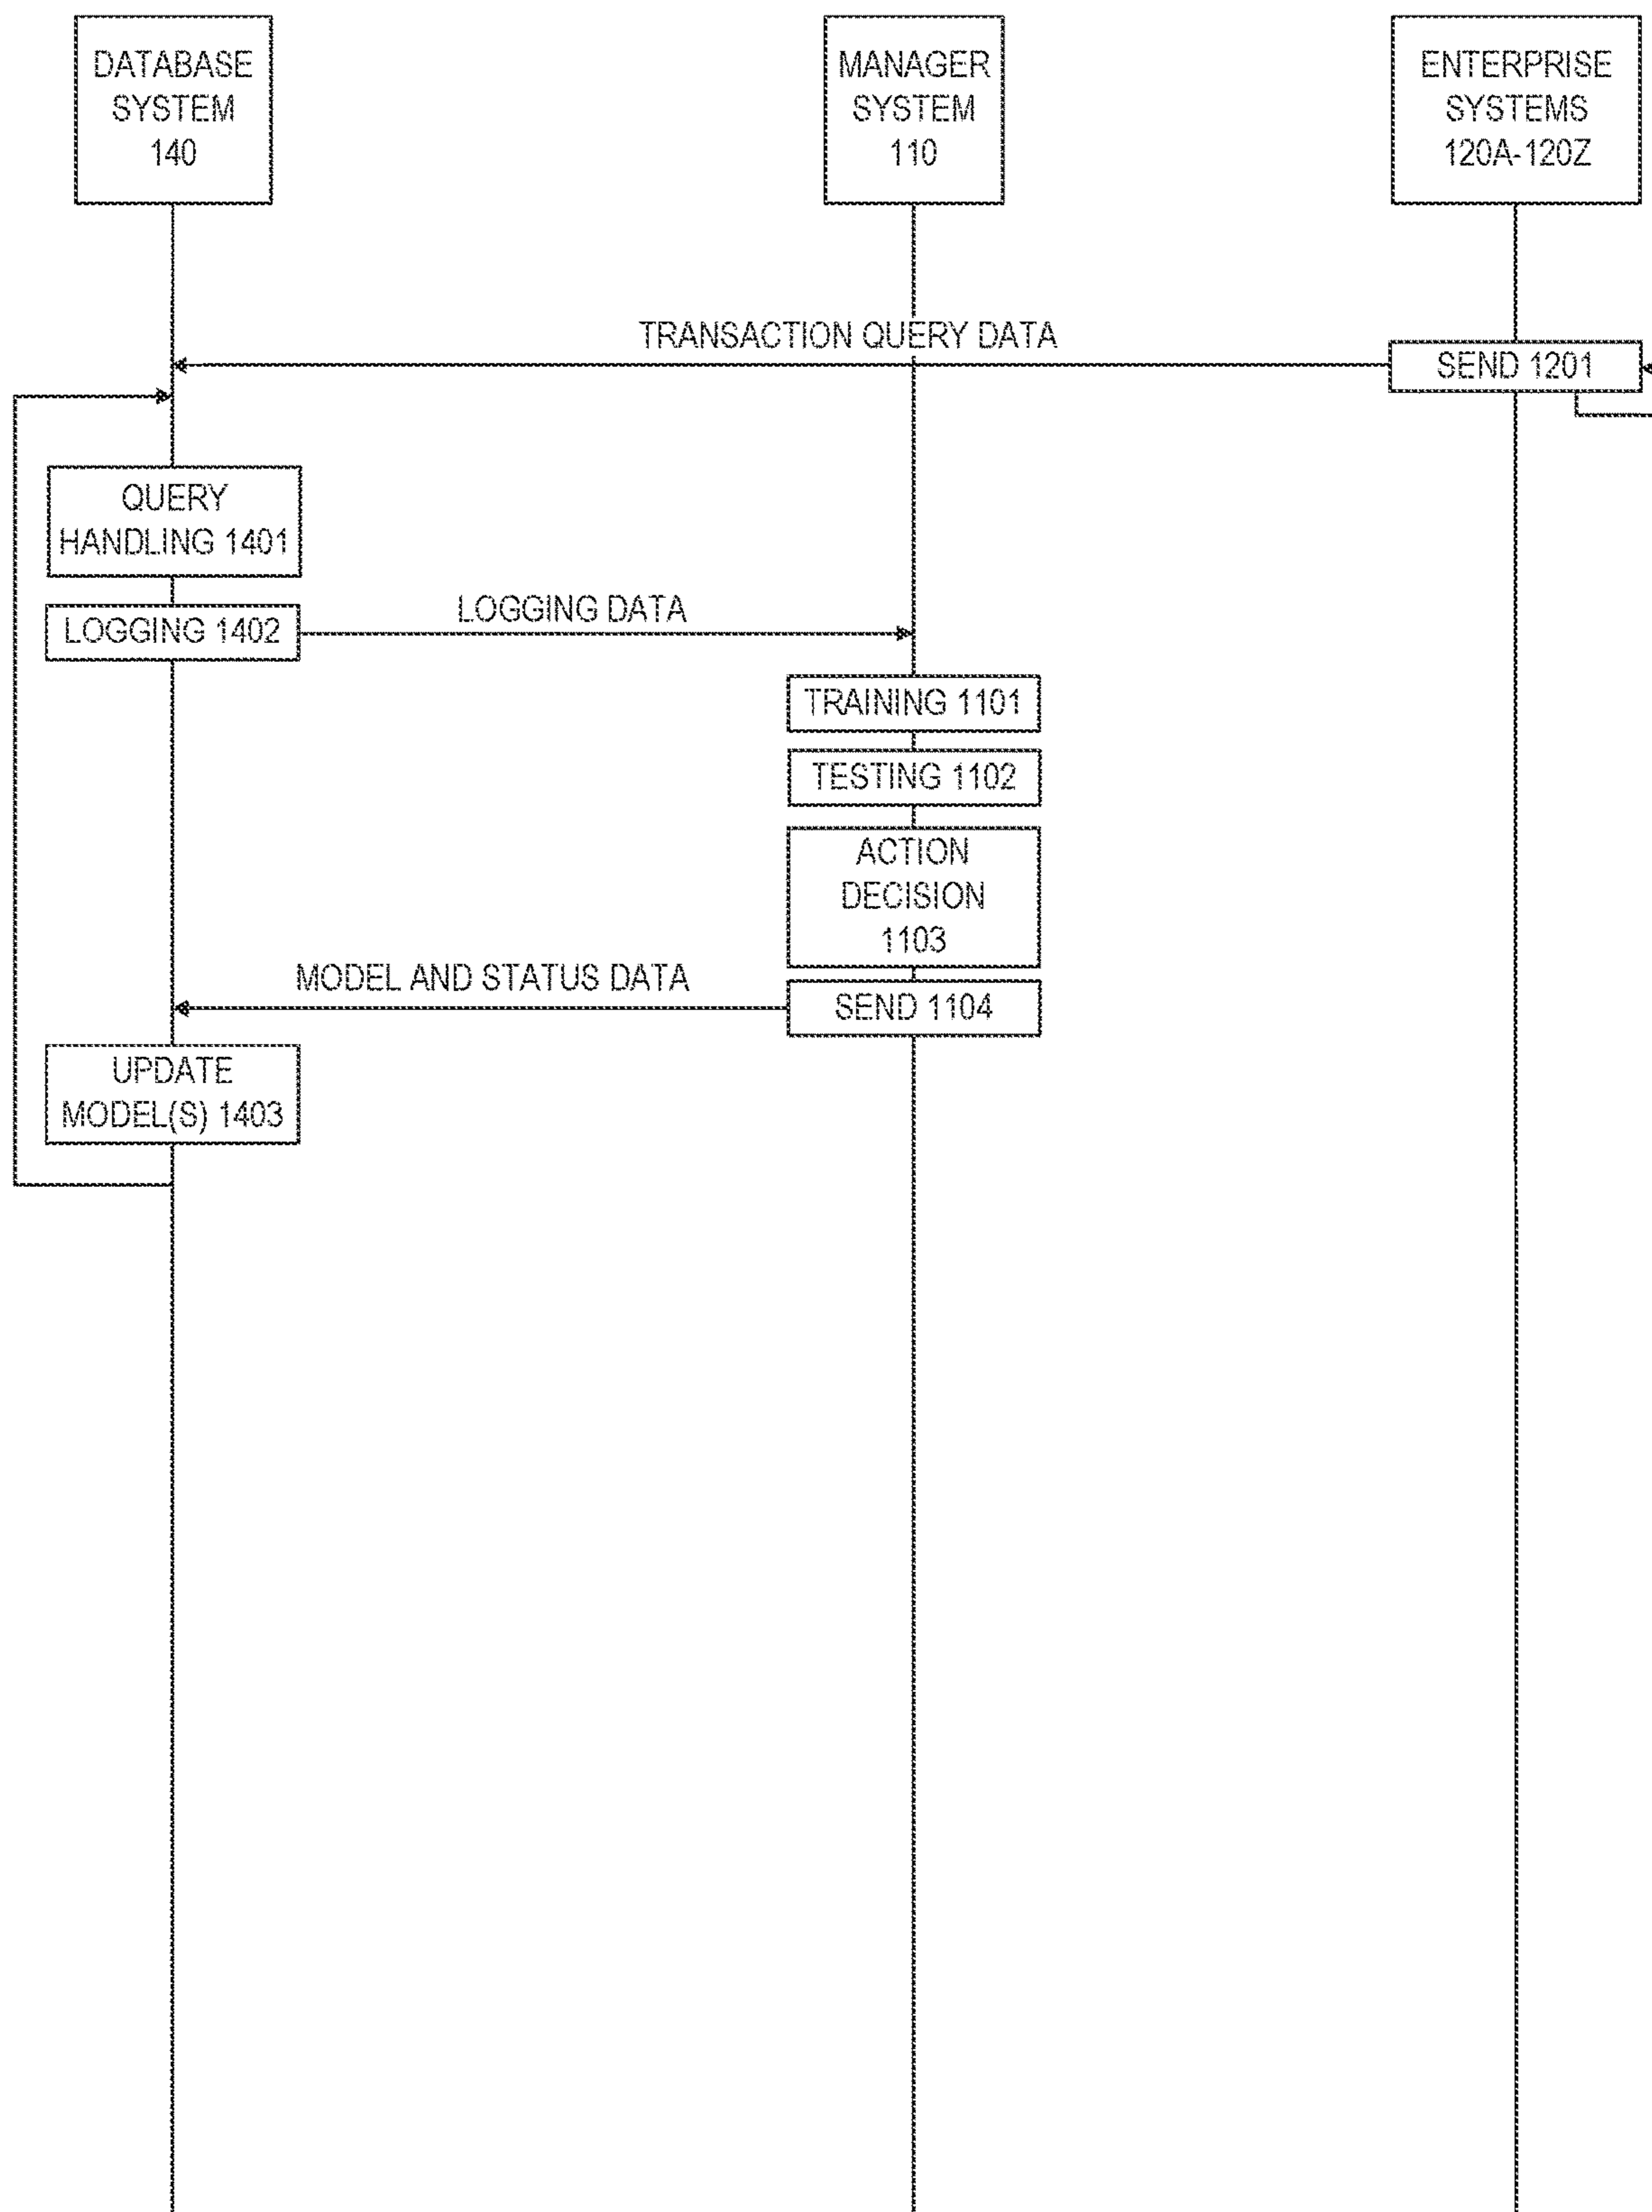 DATABASE
SYSTEM
140
MANAGER
SYSTEM
110
ENTERPRISE
SYSTEMS
120A-120Z
TRANSACTION QUERY DATA
SEND 1201
QUERY
HANDLING 1401
LOGGING 1402
LOGGING DATA
TRAINING 1101
TESTING 1102
ACTION
DECISION
1103
MODEL AND STATUS DATA
SEND 1104
UPDATE
MODEL(S) 1403